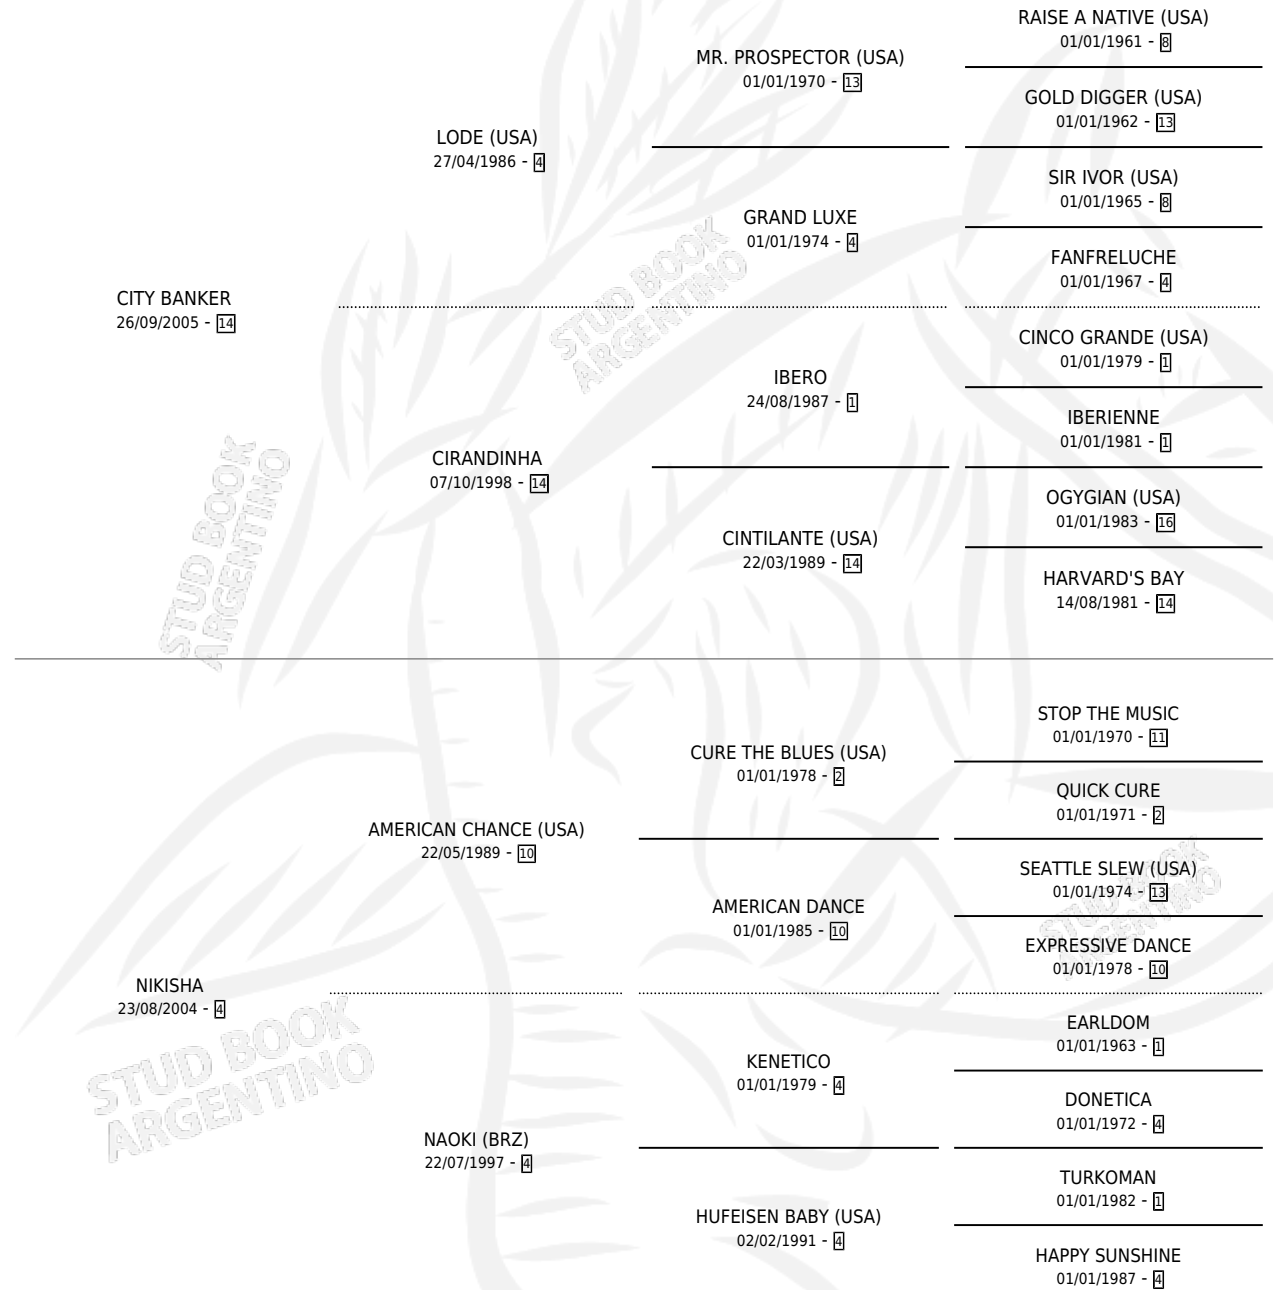 RAISE A NATIVE (USA)
01/01/1961 - 8
MR. PROSPECTOR (USA)
01/01/1970 - 13
GOLD DIGGER (USA)
01/01/1962 - 13
LODE (USA)
27/04/1986 - 4
SIR IVOR (USA)
01/01/1965 - 8
GRAND LUXE
01/01/1974 - 4
FANFRELUCHE
01/01/1967 - 4
CITY BANKER
26/09/2005 - 14
CINCO GRANDE (USA)
01/01/1979 - 1
IBERO
24/08/1987 - 1
IBERIENNE
01/01/1981 - 1
CIRANDINHA
07/10/1998 - 14
OGYGIAN (USA)
01/01/1983 - 16
CINTILANTE (USA)
22/03/1989 - 14
HARVARD'S BAY
14/08/1981 - 14
STUD BOOK
ARGENTINO
STUD BOOK
ARGENTINO
STOP THE MUSIC
01/01/1970 - 11
CURE THE BLUES (USA)
01/01/1978 - 2
QUICK CURE
01/01/1971 - 2
AMERICAN CHANCE (USA)
22/05/1989 - 10
SEATTLE SLEW (USA)
01/01/1974 - 13
AMERICAN DANCE
01/01/1985 - 10
EXPRESSIVE DANCE
01/01/1978 - 10
NIKISHA
23/08/2004 - 4
EARLDOM
01/01/1963 - 1
KENETICO
01/01/1979 - 4
DONETICA
01/01/1972 - 4
NAOKI (BRZ)
22/07/1997 - 4
TURKOMAN
01/01/1982 - 1
HUFEISEN BABY (USA)
02/02/1991 - 4
HAPPY SUNSHINE
01/01/1987 - 4
STUD BOOK
ARGENTINO
STUD BOOK
ARGENTINO